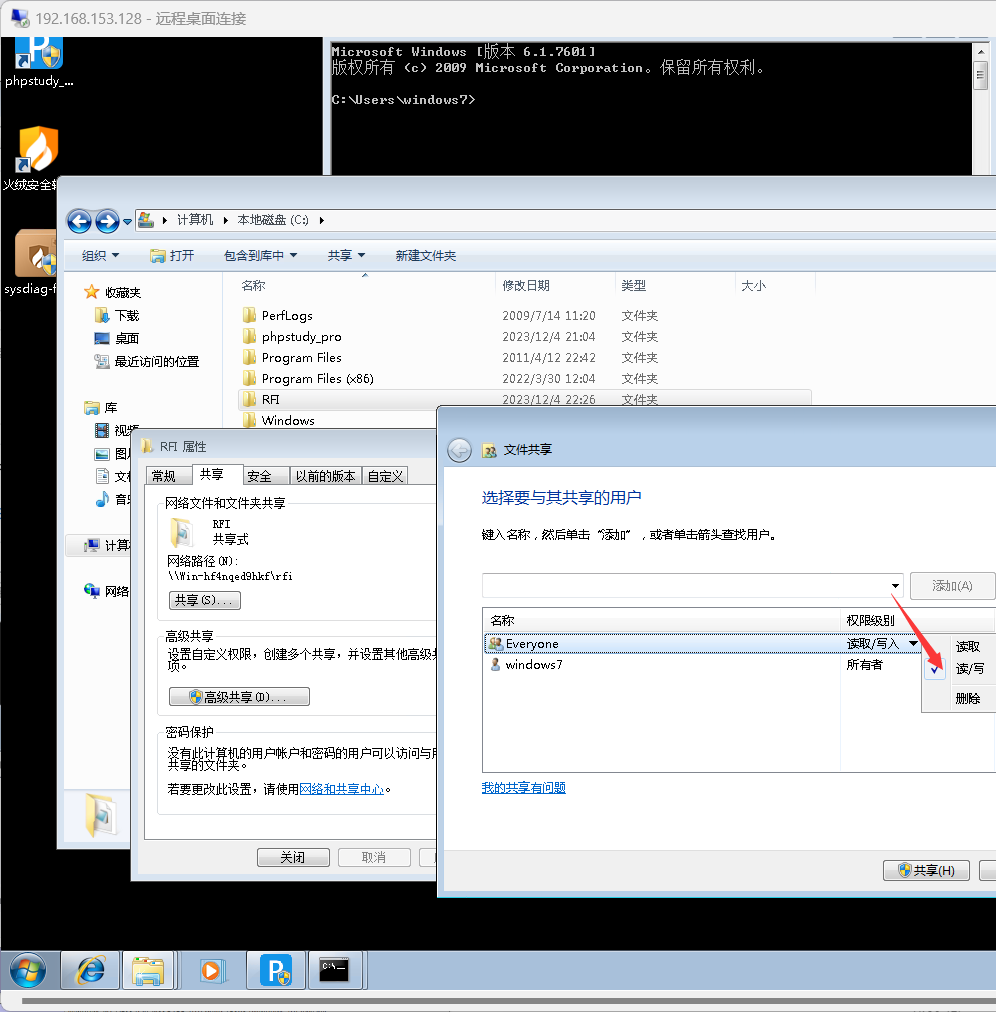 192.168.153.128 - 远程桌面连接
phpstudy_...
Microsoft Windows [版本 6.1.7601]
版权所有 (c) 2009 Microsoft Corporation。保留所有权利。
C:\Users\windows7>
火绒安全软
sysdiag-f
计算机 本地磁盘 (C:)
组织 打开 包含到库中 共享 新建文件夹
名称 修改日期 类型 大小
收藏夹
下载
桌面
最近访问的位置
库
视频
图片
文档
音乐
计算机
网络
PerfLogs 2009/7/14 11:20 文件夹
phpstudy_pro 2023/12/4 21:04 文件夹
Program Files 2011/4/12 22:42 文件夹
Program Files (x86) 2022/3/30 12:04 文件夹
RFI 2023/12/4 22:26 文件夹
Windows
RFI 属性
常规 共享 安全 以前的版本 自定义
网络文件和文件夹共享
RFI
共享式
网络路径(N):
\\Win-hf4nqed9hkf\rfi
共享(S)...
高级共享
设置自定义权限，创建多个共享，并设置其他高级共
项。
高级共享(D)...
密码保护
没有此计算机的用户帐户和密码的用户可以访问与用
共享的文件夹。
若要更改此设置，请使用网络和共享中心。
关闭 取消
文件共享
选择要与其共享的用户
键入名称，然后单击“添加”，或者单击箭头查找用户。
添加(A)
名称 权限级别
Everyone 读取/写入
windows7 所有者
读取
读/写
删除
我的共享有问题
共享(H)